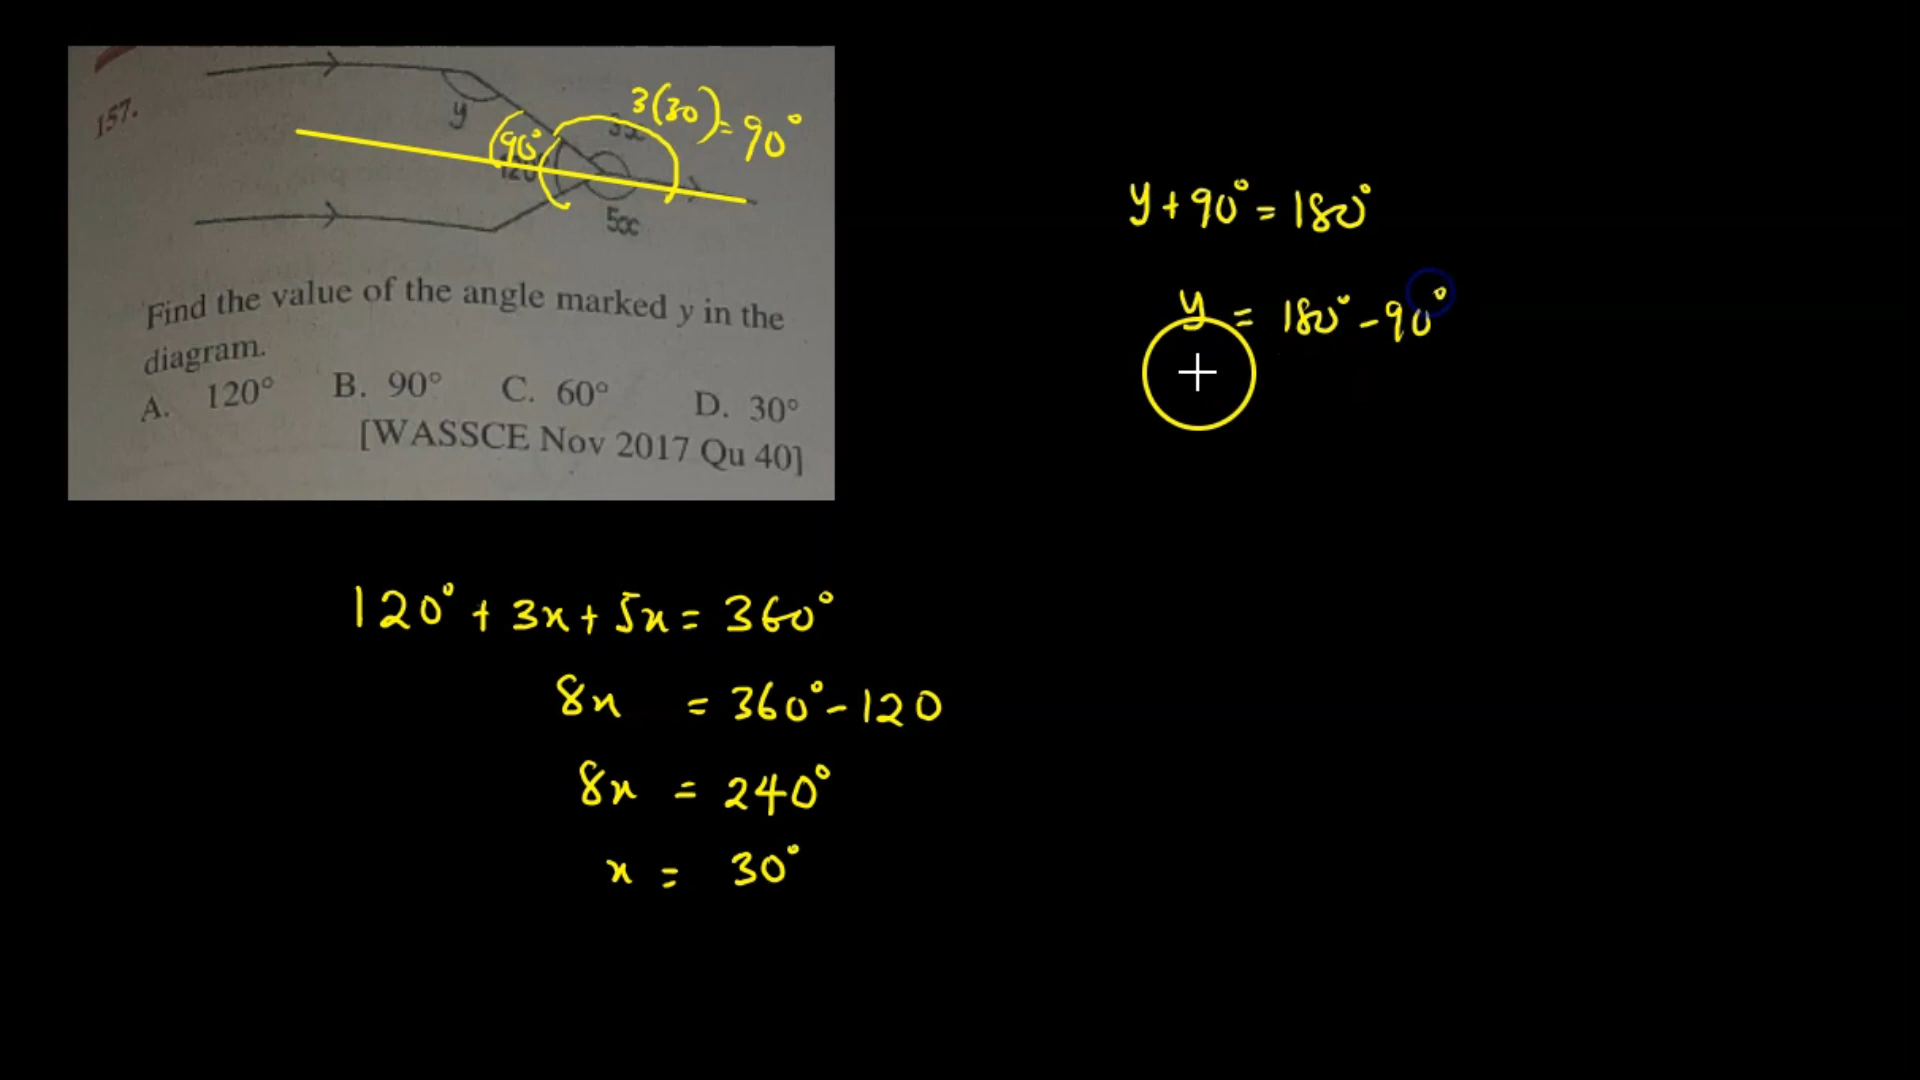 157.
y
3(30)=90°
3x
90°
120°
5x
Find the value of the angle marked y in the
diagram.
A. 120° B. 90° C. 60° D. 30°
[WASSCE Nov 2017 Qu 40]
y + 90° = 180°
y = 180° - 90°
120° + 3x + 5x = 360°
8x = 360° - 120
8x = 240°
x = 30°